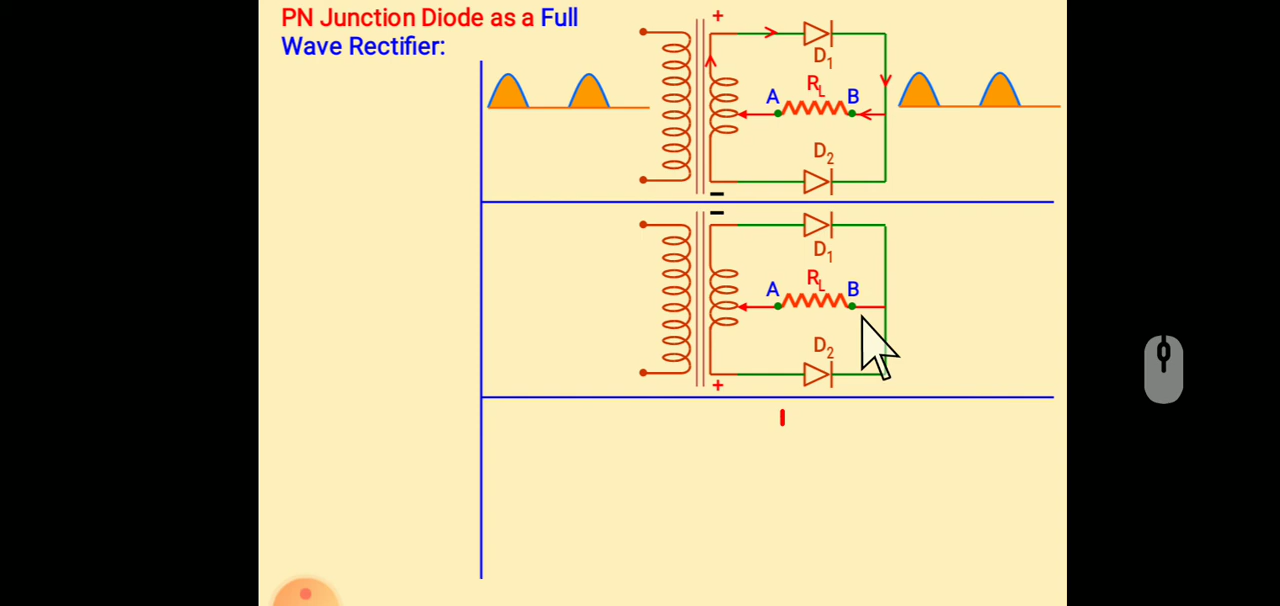 PN Junction Diode as a Full
Wave Rectifier:
+
D1
RL
A
B
D2
−
−
D1
RL
A
B
D2
+
I